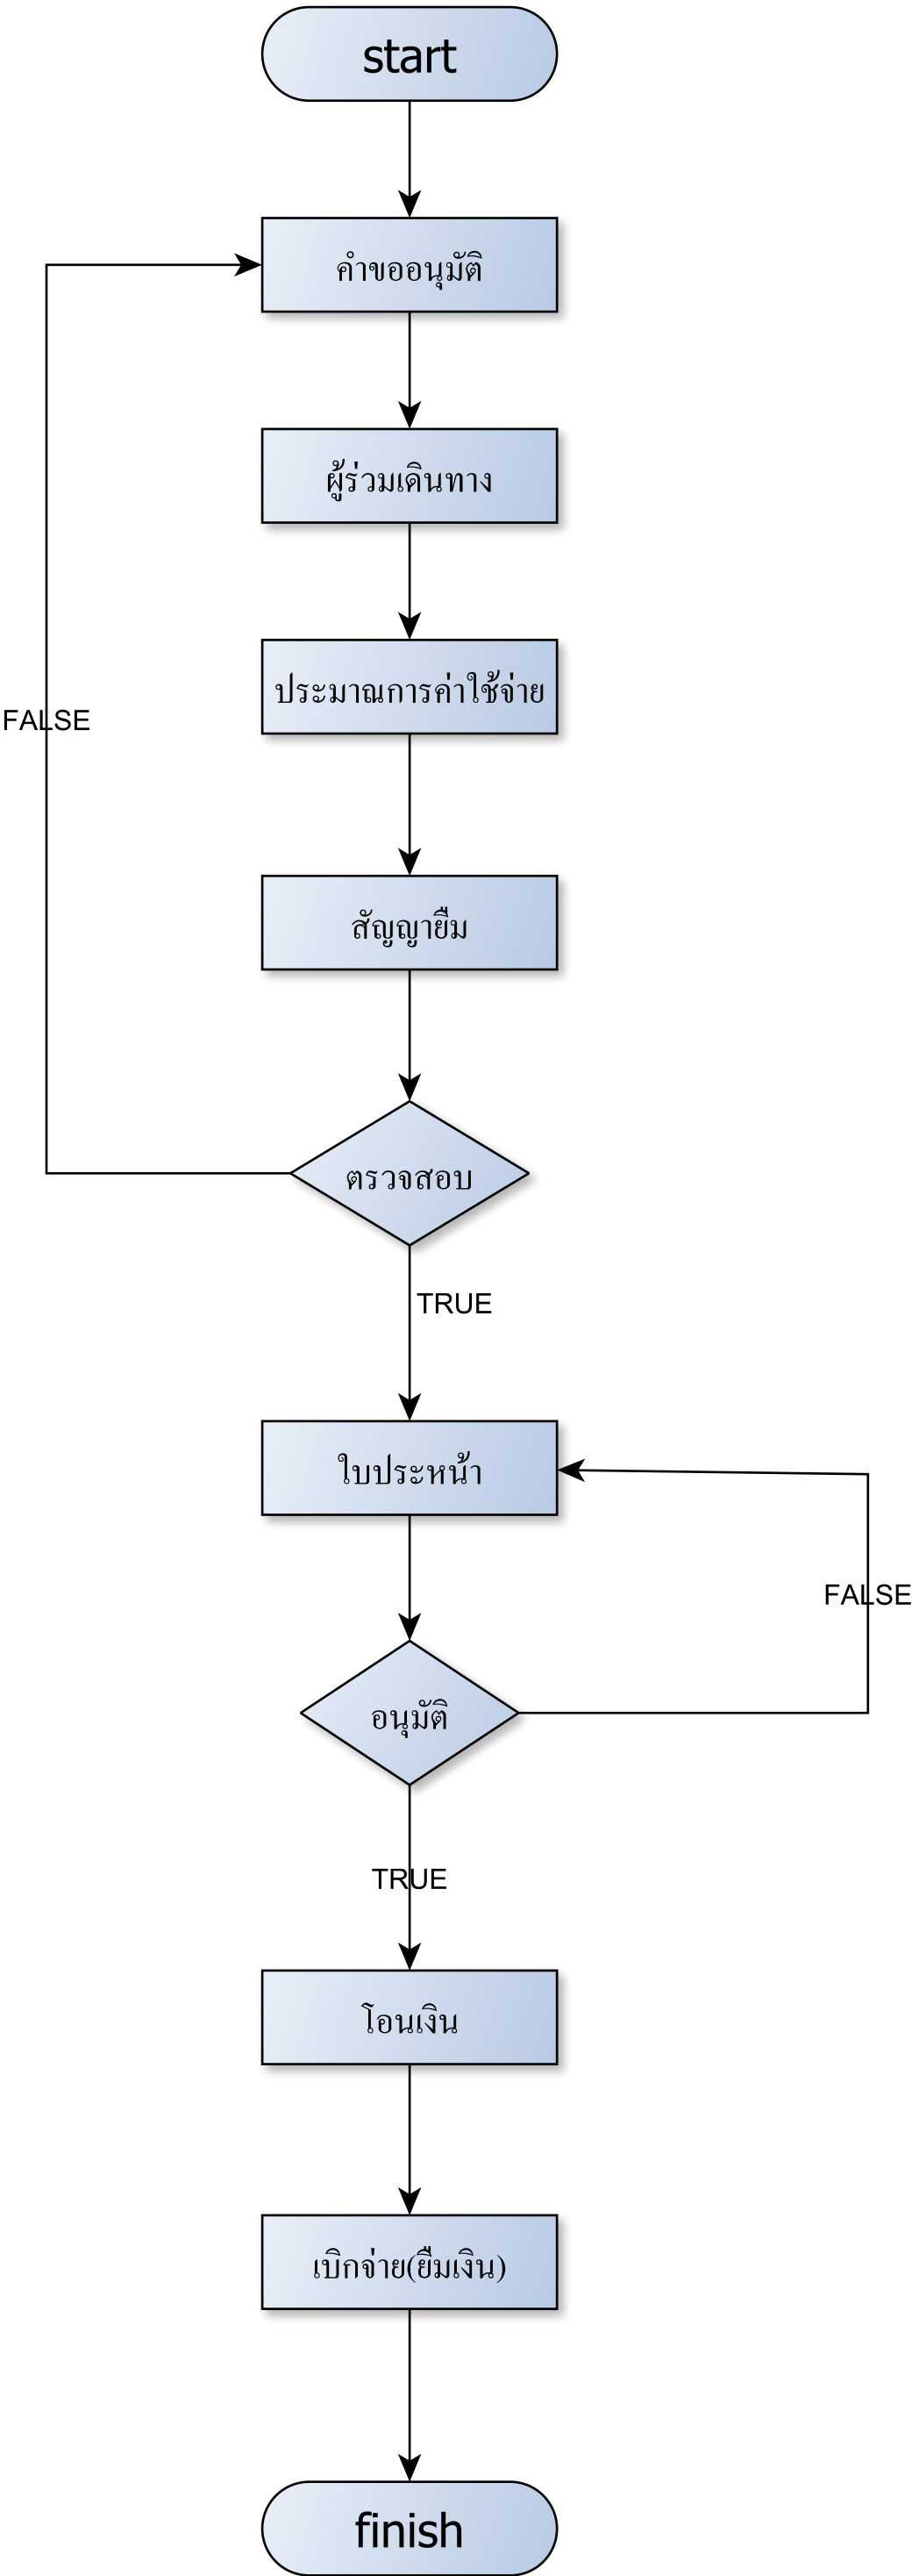 start
คำขออนุมัติ
ผู้ร่วมเดินทาง
ประมาณการค่าใช้จ่าย
FALSE
สัญญายืม
ตรวจสอบ
TRUE
ใบประหน้า
FALSE
อนุมัติ
TRUE
โอนเงิน
เบิกจ่าย(ยืมเงิน)
finish